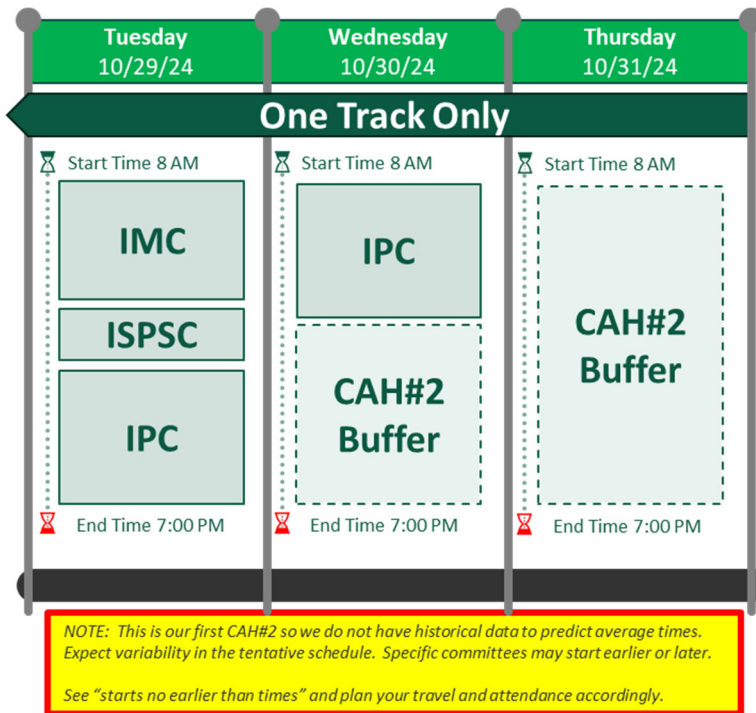 Tuesday
10/29/24
Wednesday
10/30/24
Thursday
10/31/24
One Track Only
Start Time 8 AM
IMC
ISPSC
IPC
End Time 7:00 PM
Start Time 8 AM
IPC
CAH#2
Buffer
End Time 7:00 PM
Start Time 8 AM
CAH#2
Buffer
End Time 7:00 PM
NOTE: This is our first CAH#2 so we do not have historical data to predict average times.
Expect variability in the tentative schedule. Specific committees may start earlier or later.
See “starts no earlier than times” and plan your travel and attendance accordingly.